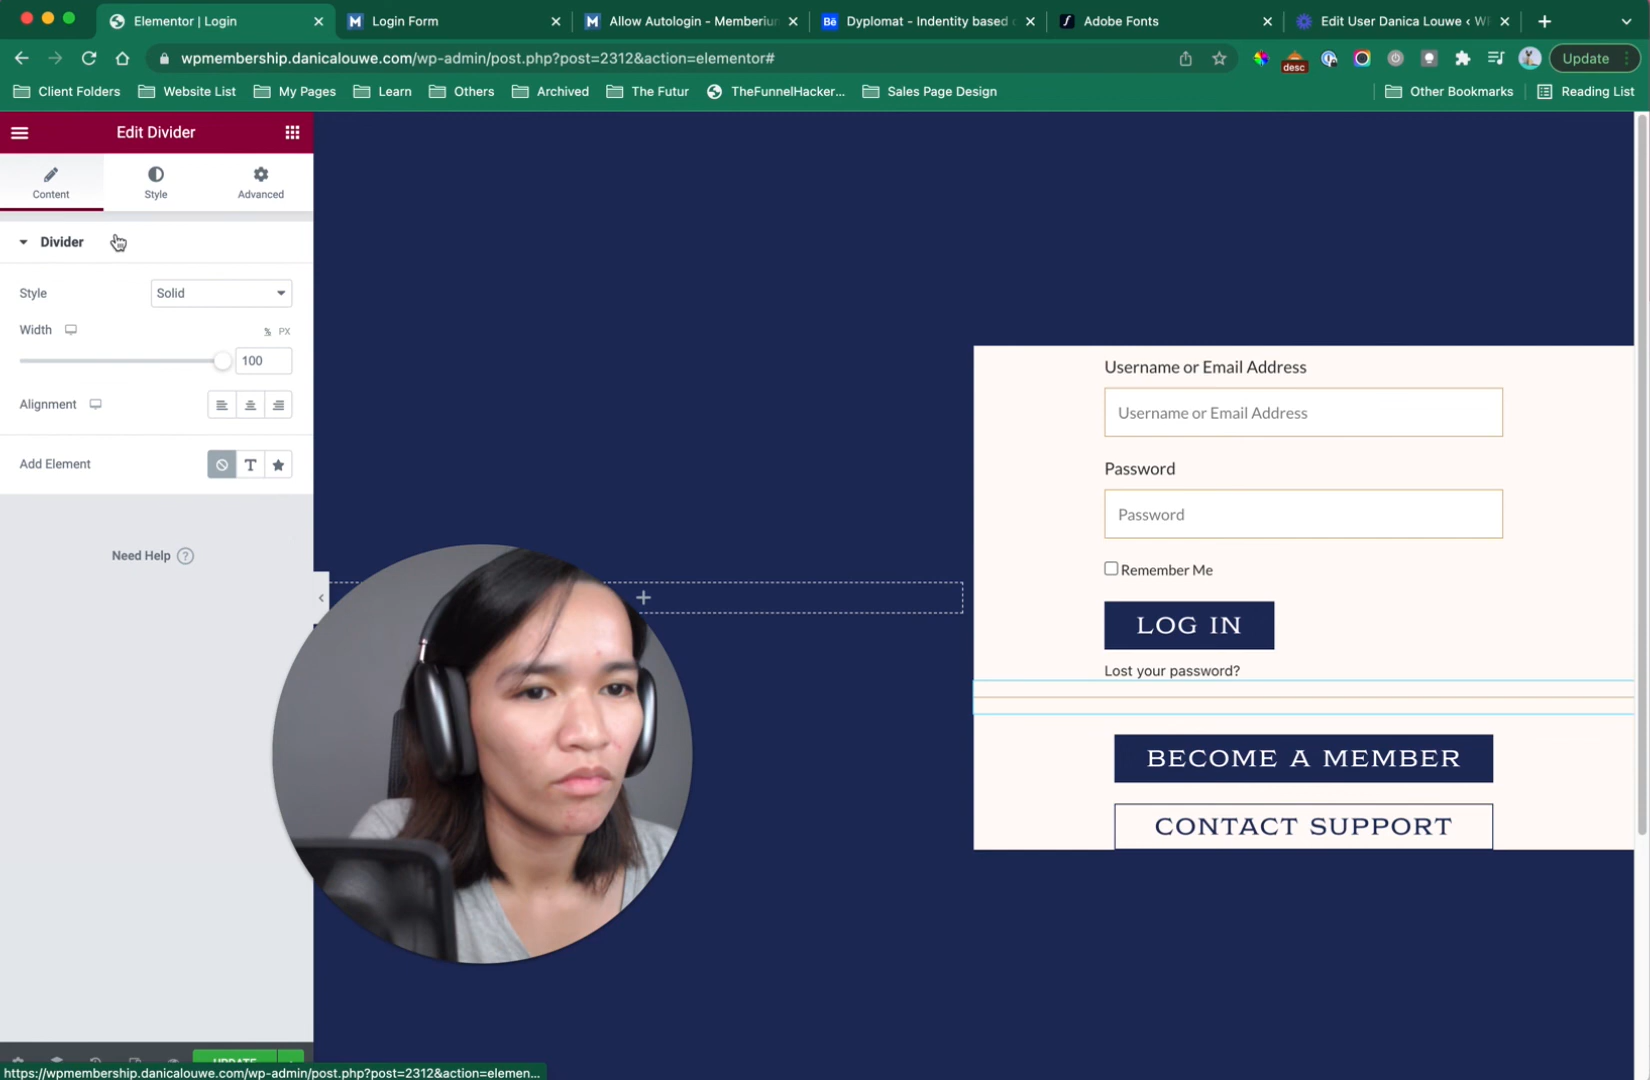 Elementor | Login
Login Form
Allow Autologin - Memberium
Bē
Dyplomat - Indentity based
Adobe Fonts
Edit User Danica Louwe ‹ W
wpmembership.danicalouwe.com/wp-admin/post.php?post=2312&action=elementor#
desc
Update
Client Folders
Website List
My Pages
Learn
Others
Archived
The Futur
TheFunnelHacker...
Sales Page Design
Other Bookmarks
Reading List
Edit Divider
Content
Style
Advanced
Divider
Style
Solid
Width
% PX
100
Alignment
Add Element
Need Help
UPDATE
Username or Email Address
Username or Email Address
Password
Password
Remember Me
LOG IN
Lost your password?
BECOME A MEMBER
CONTACT SUPPORT
https://wpmembership.danicalouwe.com/wp-admin/post.php?post=2312&action=elemen...